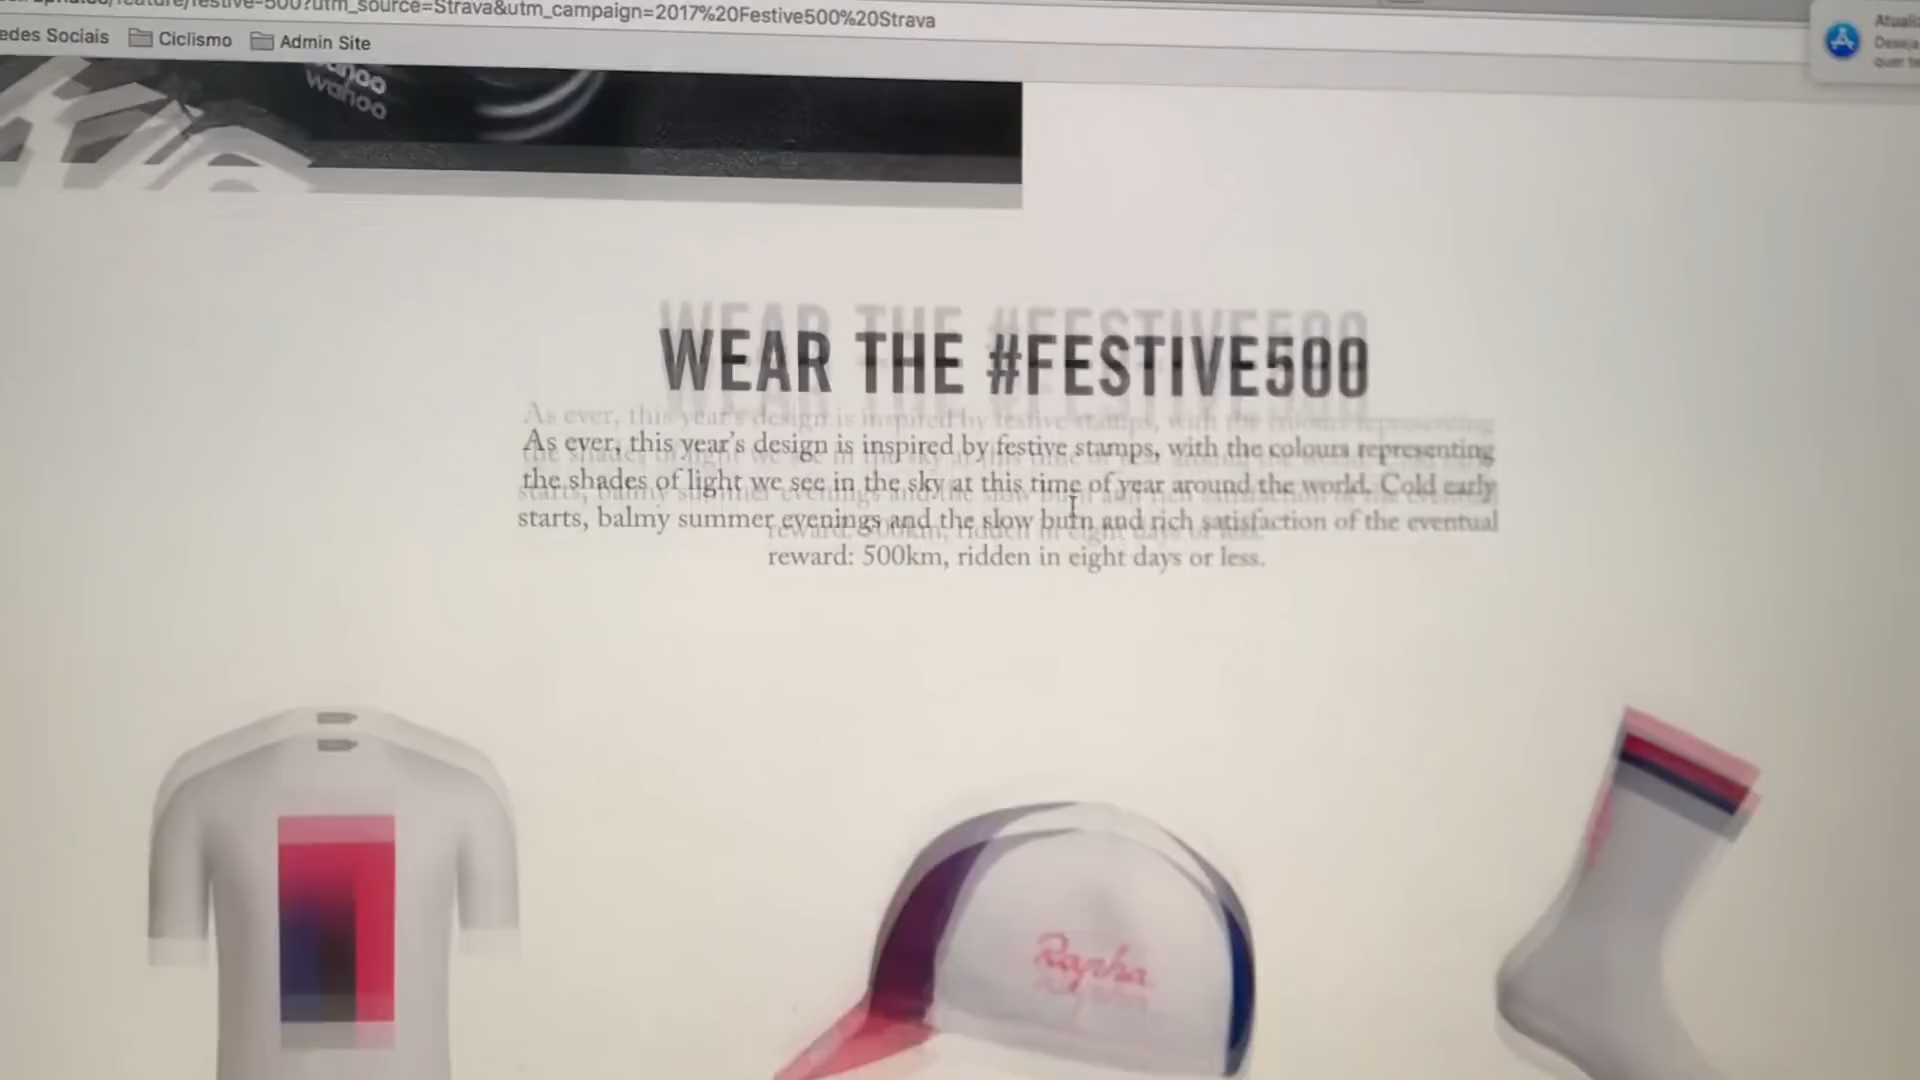 festive-500?utm_source=Strava&utm_campaign=2017%20Festive500%20Strava
edes Sociais Ciclismo Admin Site
wahoo
WEAR THE #FESTIVE500
As ever, this year's design is inspired by festive stamps, with the colours representing
the shades of light we see in the sky at this time of year around the world. Cold early
starts, balmy summer evenings and the slow burn and rich satisfaction of the eventual
reward: 500km, ridden in eight days or less.
Rapha